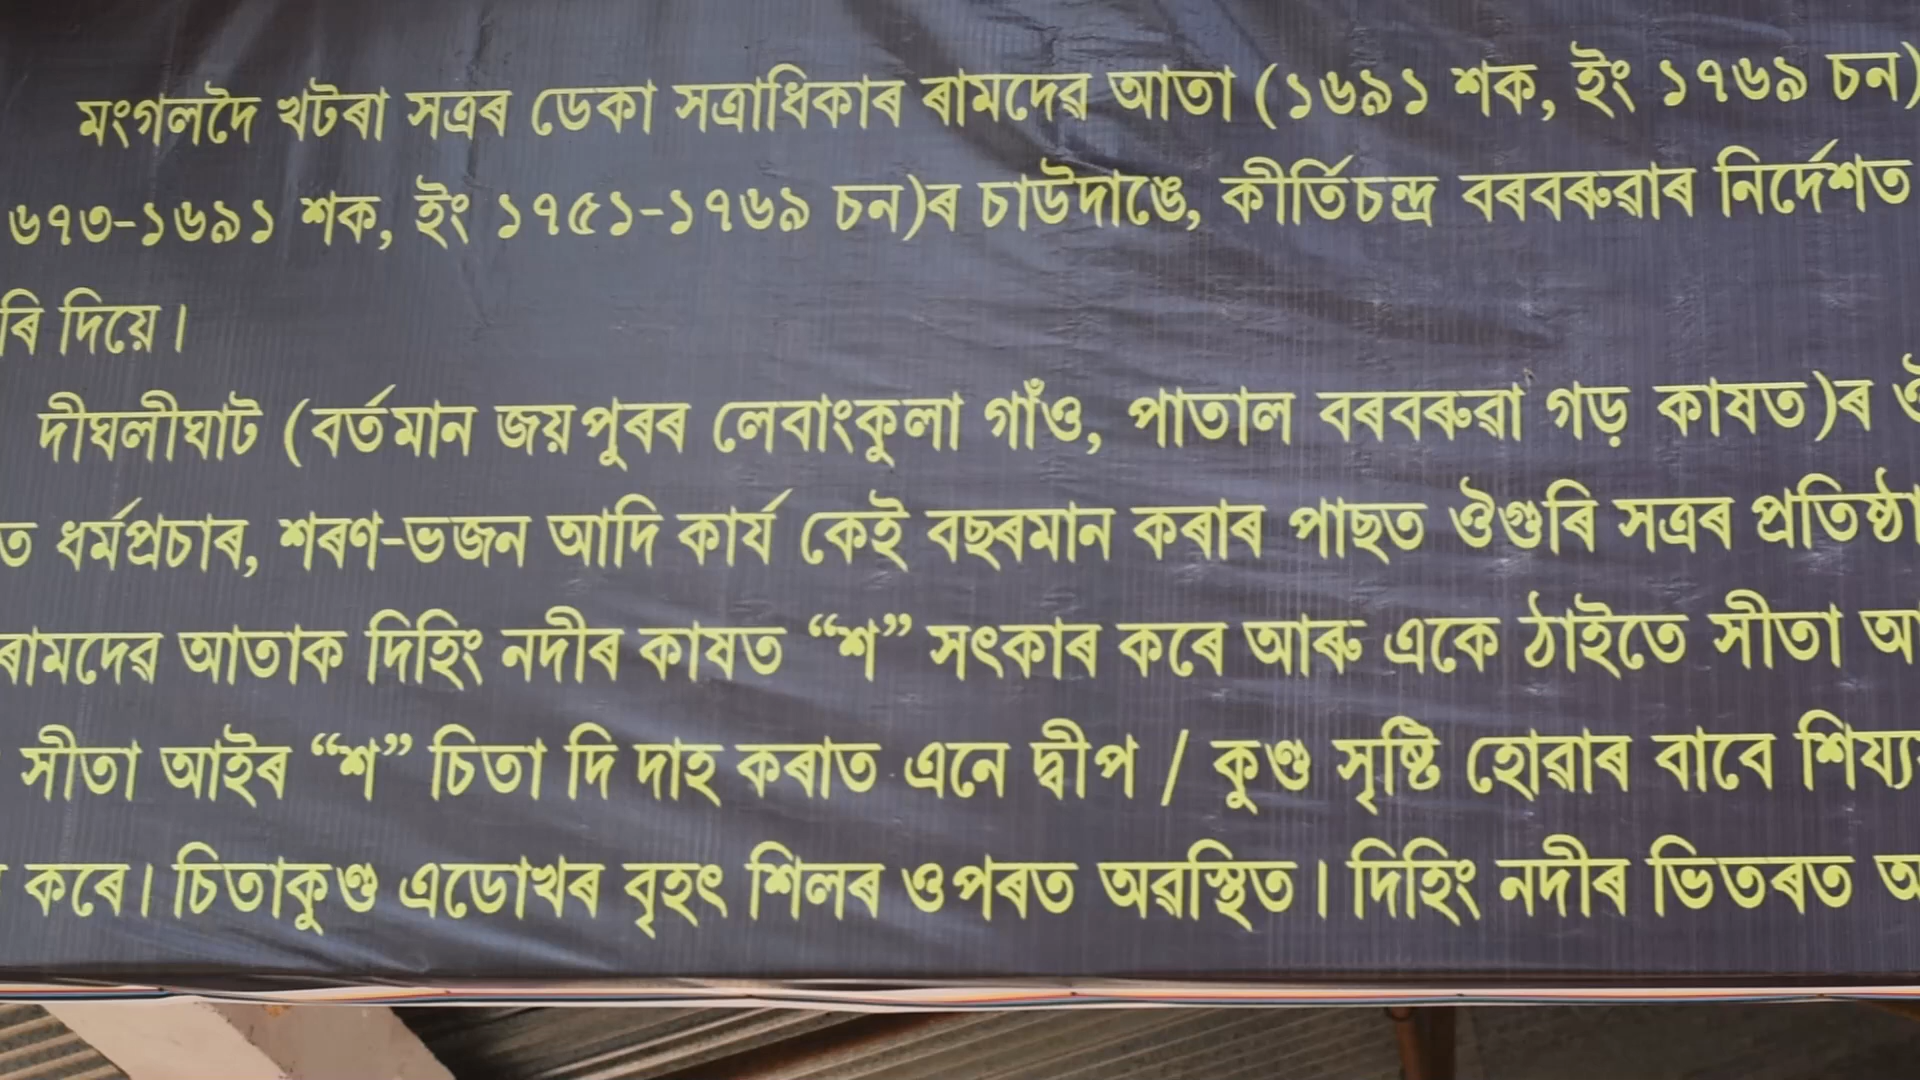 মংগলদৈ খটৰা সত্ৰৰ ডেকা সত্ৰাধিকাৰ ৰামদেৱ আতা (১৬৯১ শক, ইং ১৭৬৯ চন)
৬৭৩-১৬৯১ শক, ইং ১৭৫১-১৭৬৯ চন)ৰ চাউদাঙে, কীৰ্তিচন্দ্ৰ বৰবৰুৱাৰ নিৰ্দেশত
ৰি দিয়ে।
দীঘলীঘাট (বৰ্তমান জয়পুৰৰ লেবাংকুলা গাঁও, পাতাল বৰবৰুৱা গড় কাষত)ৰ
ত ধৰ্মপ্ৰচাৰ, শৰণ-ভজন আদি কাৰ্য কেই বছৰমান কৰাৰ পাছত ঔগুৰি সত্ৰৰ প্ৰতিষ্ঠা
ৰামদেৱ আতাক দিহিং নদীৰ কাষত “শ” সৎকাৰ কৰে আৰু একে ঠাইতে সীতা আ
সীতা আইৰ “শ” চিতা দি দাহ কৰাত এনে দ্বীপ / কুণ্ড সৃষ্টি হোৱাৰ বাবে শিয্য
কৰে। চিতাকুণ্ড এডোখৰ বৃহৎ শিলৰ ওপৰত অৱস্থিত। দিহিং নদীৰ ভিতৰত